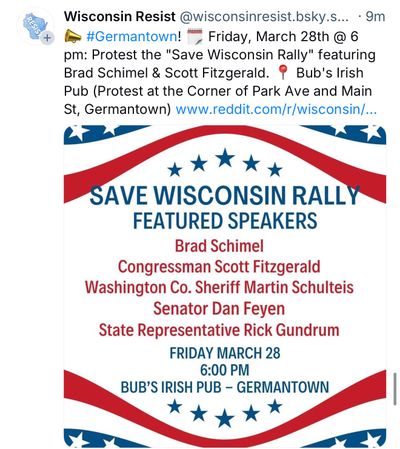 Wisconsin Resist @wisconsinresist.bsky.s... · 9m
📣 #Germantown! 🗓️ Friday, March 28th @ 6
pm: Protest the "Save Wisconsin Rally" featuring
Brad Schimel & Scott Fitzgerald. 📍 Bub's Irish
Pub (Protest at the Corner of Park Ave and Main
St, Germantown) www.reddit.com/r/wisconsin/...
SAVE WISCONSIN RALLY
FEATURED SPEAKERS
Brad Schimel
Congressman Scott Fitzgerald
Washington Co. Sheriff Martin Schulteis
Senator Dan Feyen
State Representative Rick Gundrum
FRIDAY MARCH 28
6:00 PM
BUB'S IRISH PUB – GERMANTOWN